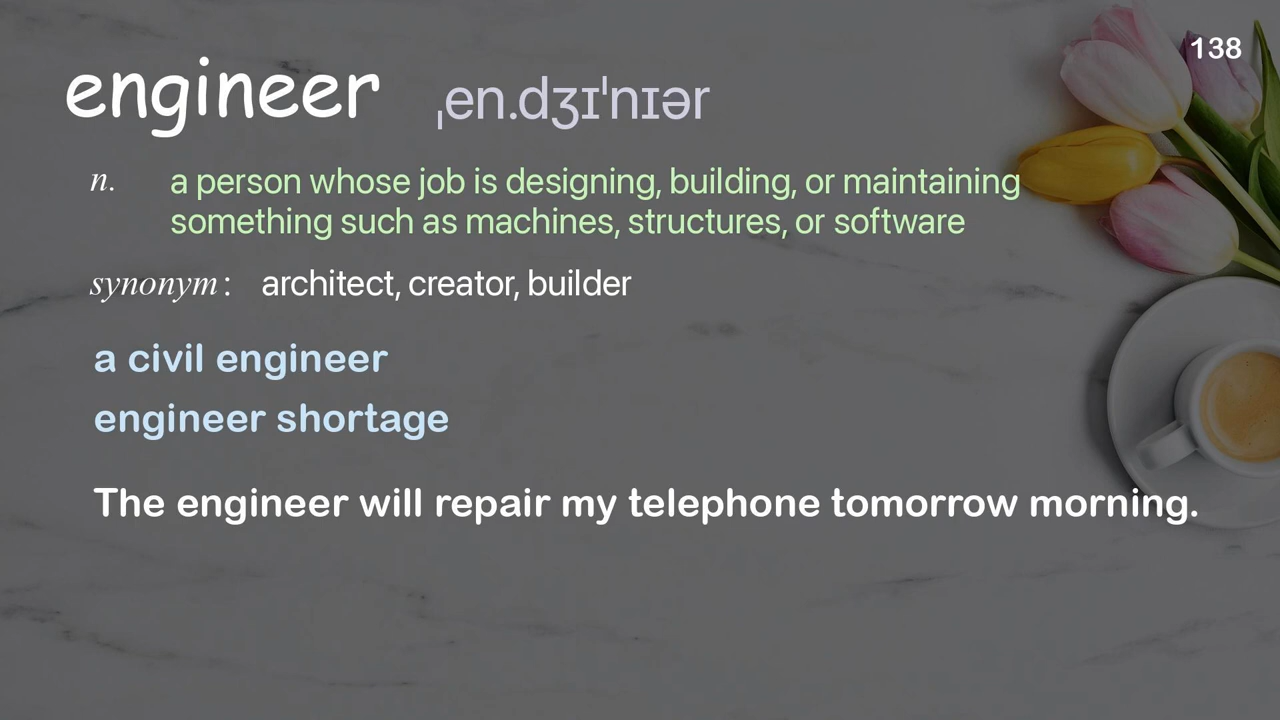 138
engineer ˌen.dʒɪˈnɪər
n. a person whose job is designing, building, or maintaining
something such as machines, structures, or software
synonym : architect, creator, builder
a civil engineer
engineer shortage
The engineer will repair my telephone tomorrow morning.